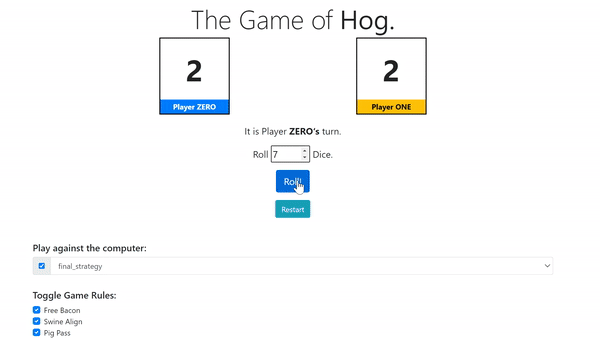 The Game of Hog.
2 2
Player ZERO Player ONE
It is Player ZERO's turn.
Roll 7 Dice.
Roll!
Restart
Play against the computer:
final_strategy
Toggle Game Rules:
Free Bacon
Swine Align
Pig Pass